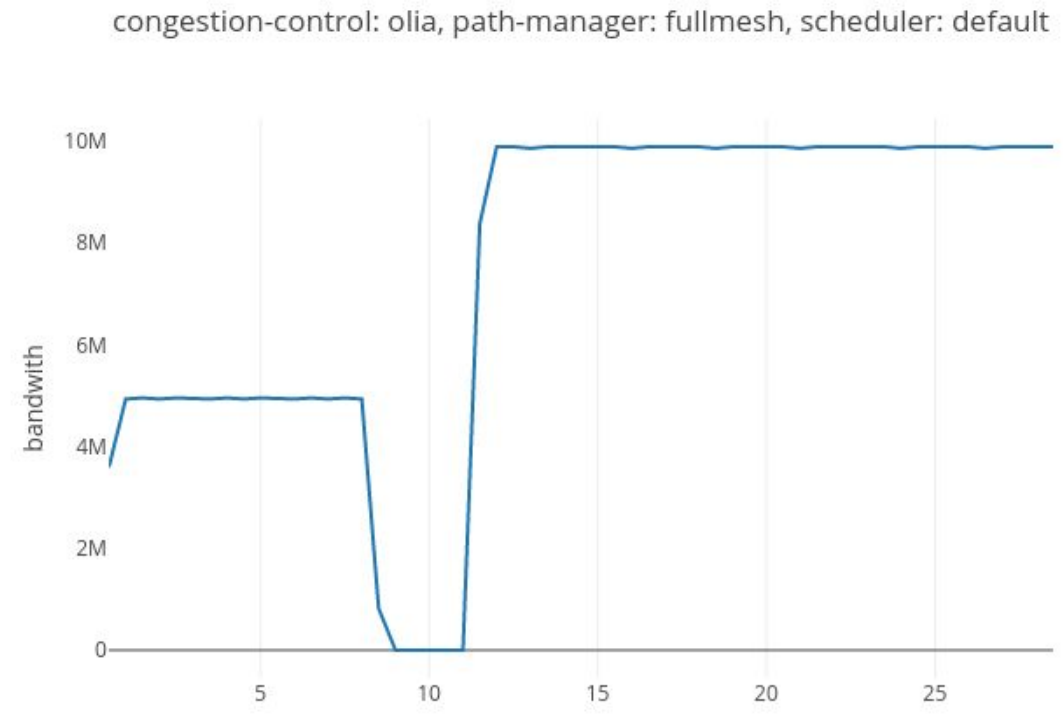 congestion-control: olia, path-manager: fullmesh, scheduler: default
10M
8M
6M
4M
2M
0
bandwith
5 10 15 20 25